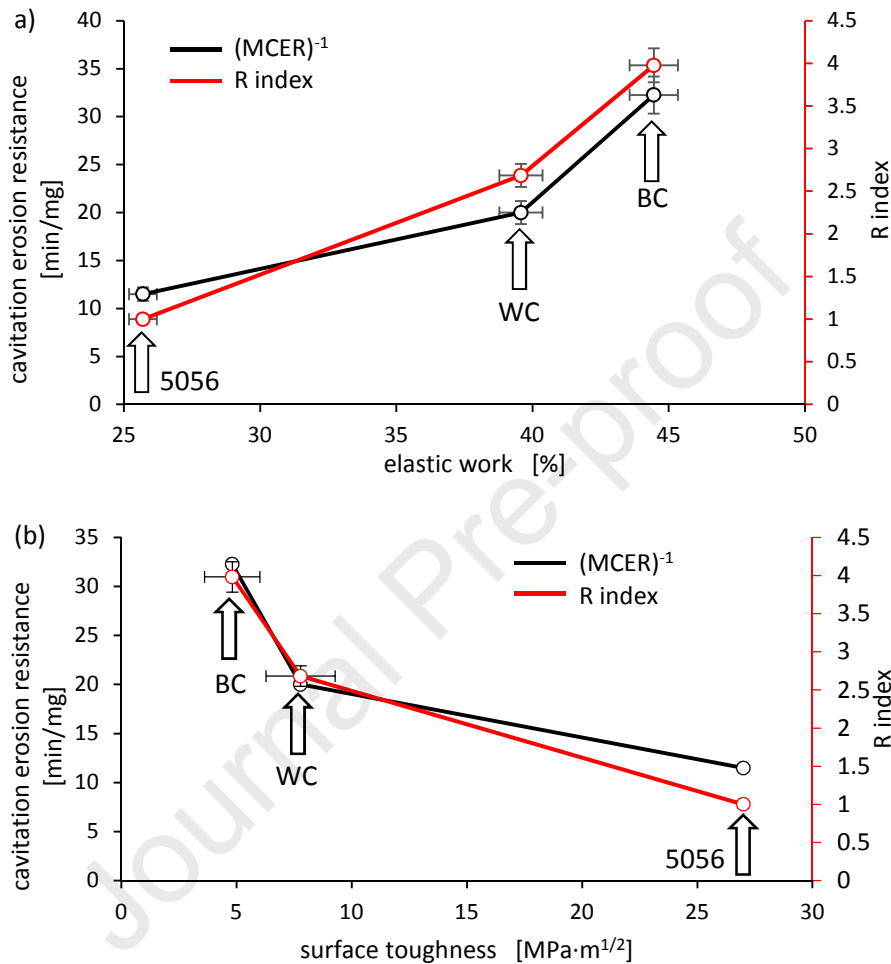 a)
40
35
30
25
20
15
10
5
0
cavitation erosion resistance
[min/mg]
(MCER)⁻¹
R index
5056
WC
BC
4.5
4
3.5
3
2.5
2
1.5
1
0.5
0
R index
25 30 35 40 45 50
elastic work [%]
(b)
35
30
25
20
15
10
5
0
cavitation erosion resistance
[min/mg]
(MCER)⁻¹
R index
BC
WC
5056
4.5
4
3.5
3
2.5
2
1.5
1
0.5
0
R index
0 5 10 15 20 25 30
surface toughness [MPa·m¹ᐟ²]
Journal Pre-proof